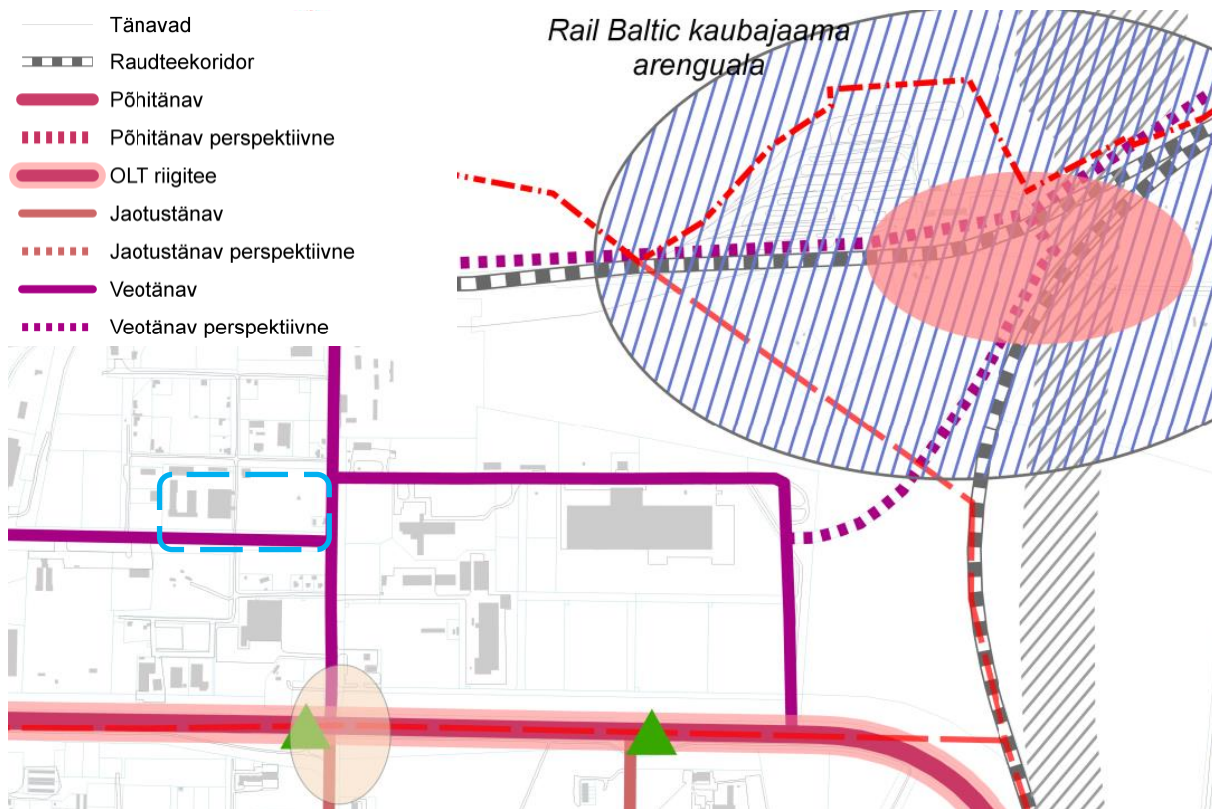 Tänavad
Raudteekoridor
Põhitänav
Põhitänav perspektiivne
OLT riigitee
Jaotustänav
Jaotustänav perspektiivne
Veotänav
Veotänav perspektiivne
Rail Baltic kaubajaama
arenguala